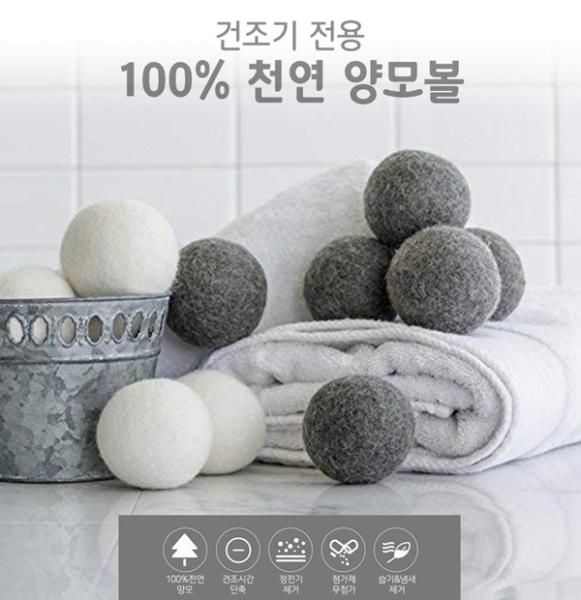 건조기 전용
100% 천연 양모볼
100%천연
양모
건조시간
단축
정전기
제거
첨가제
무첨가
습기&냄새
제거